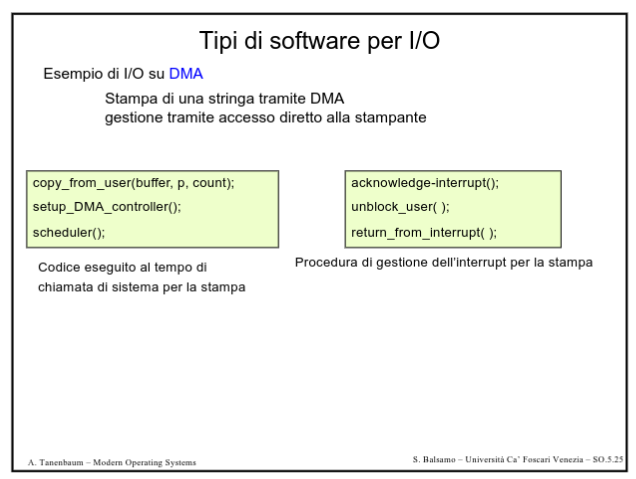 Tipi di software per I/O
Esempio di I/O su DMA
Stampa di una stringa tramite DMA
gestione tramite accesso diretto alla stampante
copy_from_user(buffer, p, count);
setup_DMA_controller();
scheduler();
Codice eseguito al tempo di
chiamata di sistema per la stampa
acknowledge-interrupt();
unblock_user( );
return_from_interrupt( );
Procedura di gestione dell'interrupt per la stampa
A. Tanenbaum – Modern Operating Systems
S. Balsamo – Università Ca' Foscari Venezia – SO.5.25